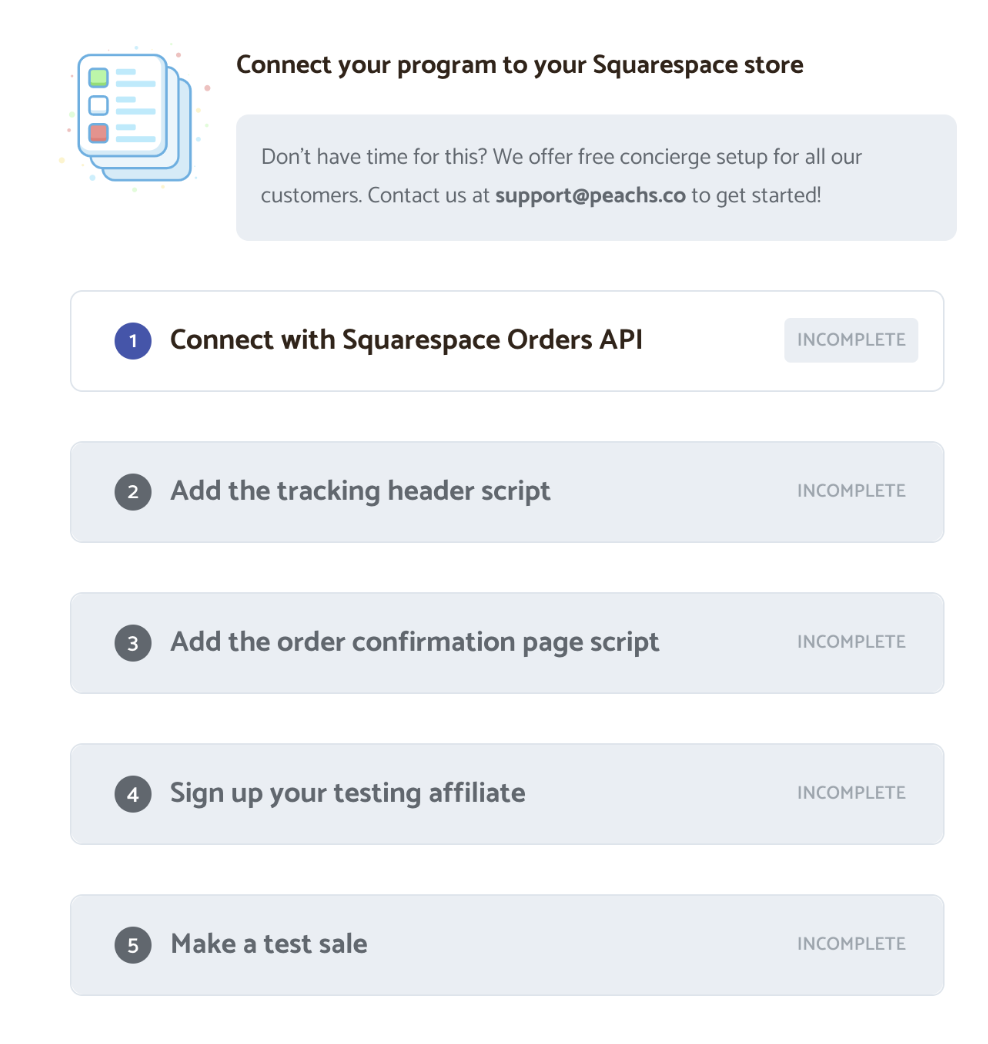 Connect your program to your Squarespace store
Don't have time for this? We offer free concierge setup for all our
customers. Contact us at support@peachs.co to get started!
1 Connect with Squarespace Orders API INCOMPLETE
2 Add the tracking header script INCOMPLETE
3 Add the order confirmation page script INCOMPLETE
4 Sign up your testing affiliate INCOMPLETE
5 Make a test sale INCOMPLETE